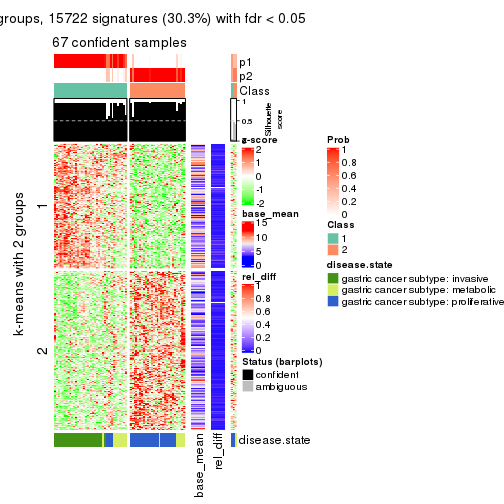 groups, 15722 signatures (30.3%) with fdr < 0.05
67 confident samples
p1
p2
Class
1
0.5
0
Silhouette
score
k-means with 2 groups
1
2
z-score
2
1
0
-1
-2
base_mean
15
10
5
0
rel_diff
1
0.8
0.6
0.4
0.2
0
Status (barplots)
confident
ambiguous
Prob
1
0.8
0.6
0.4
0.2
0
Class
1
2
disease.state
gastric cancer subtype: invasive
gastric cancer subtype: metabolic
gastric cancer subtype: proliferative
disease.state
base_mean
rel_diff